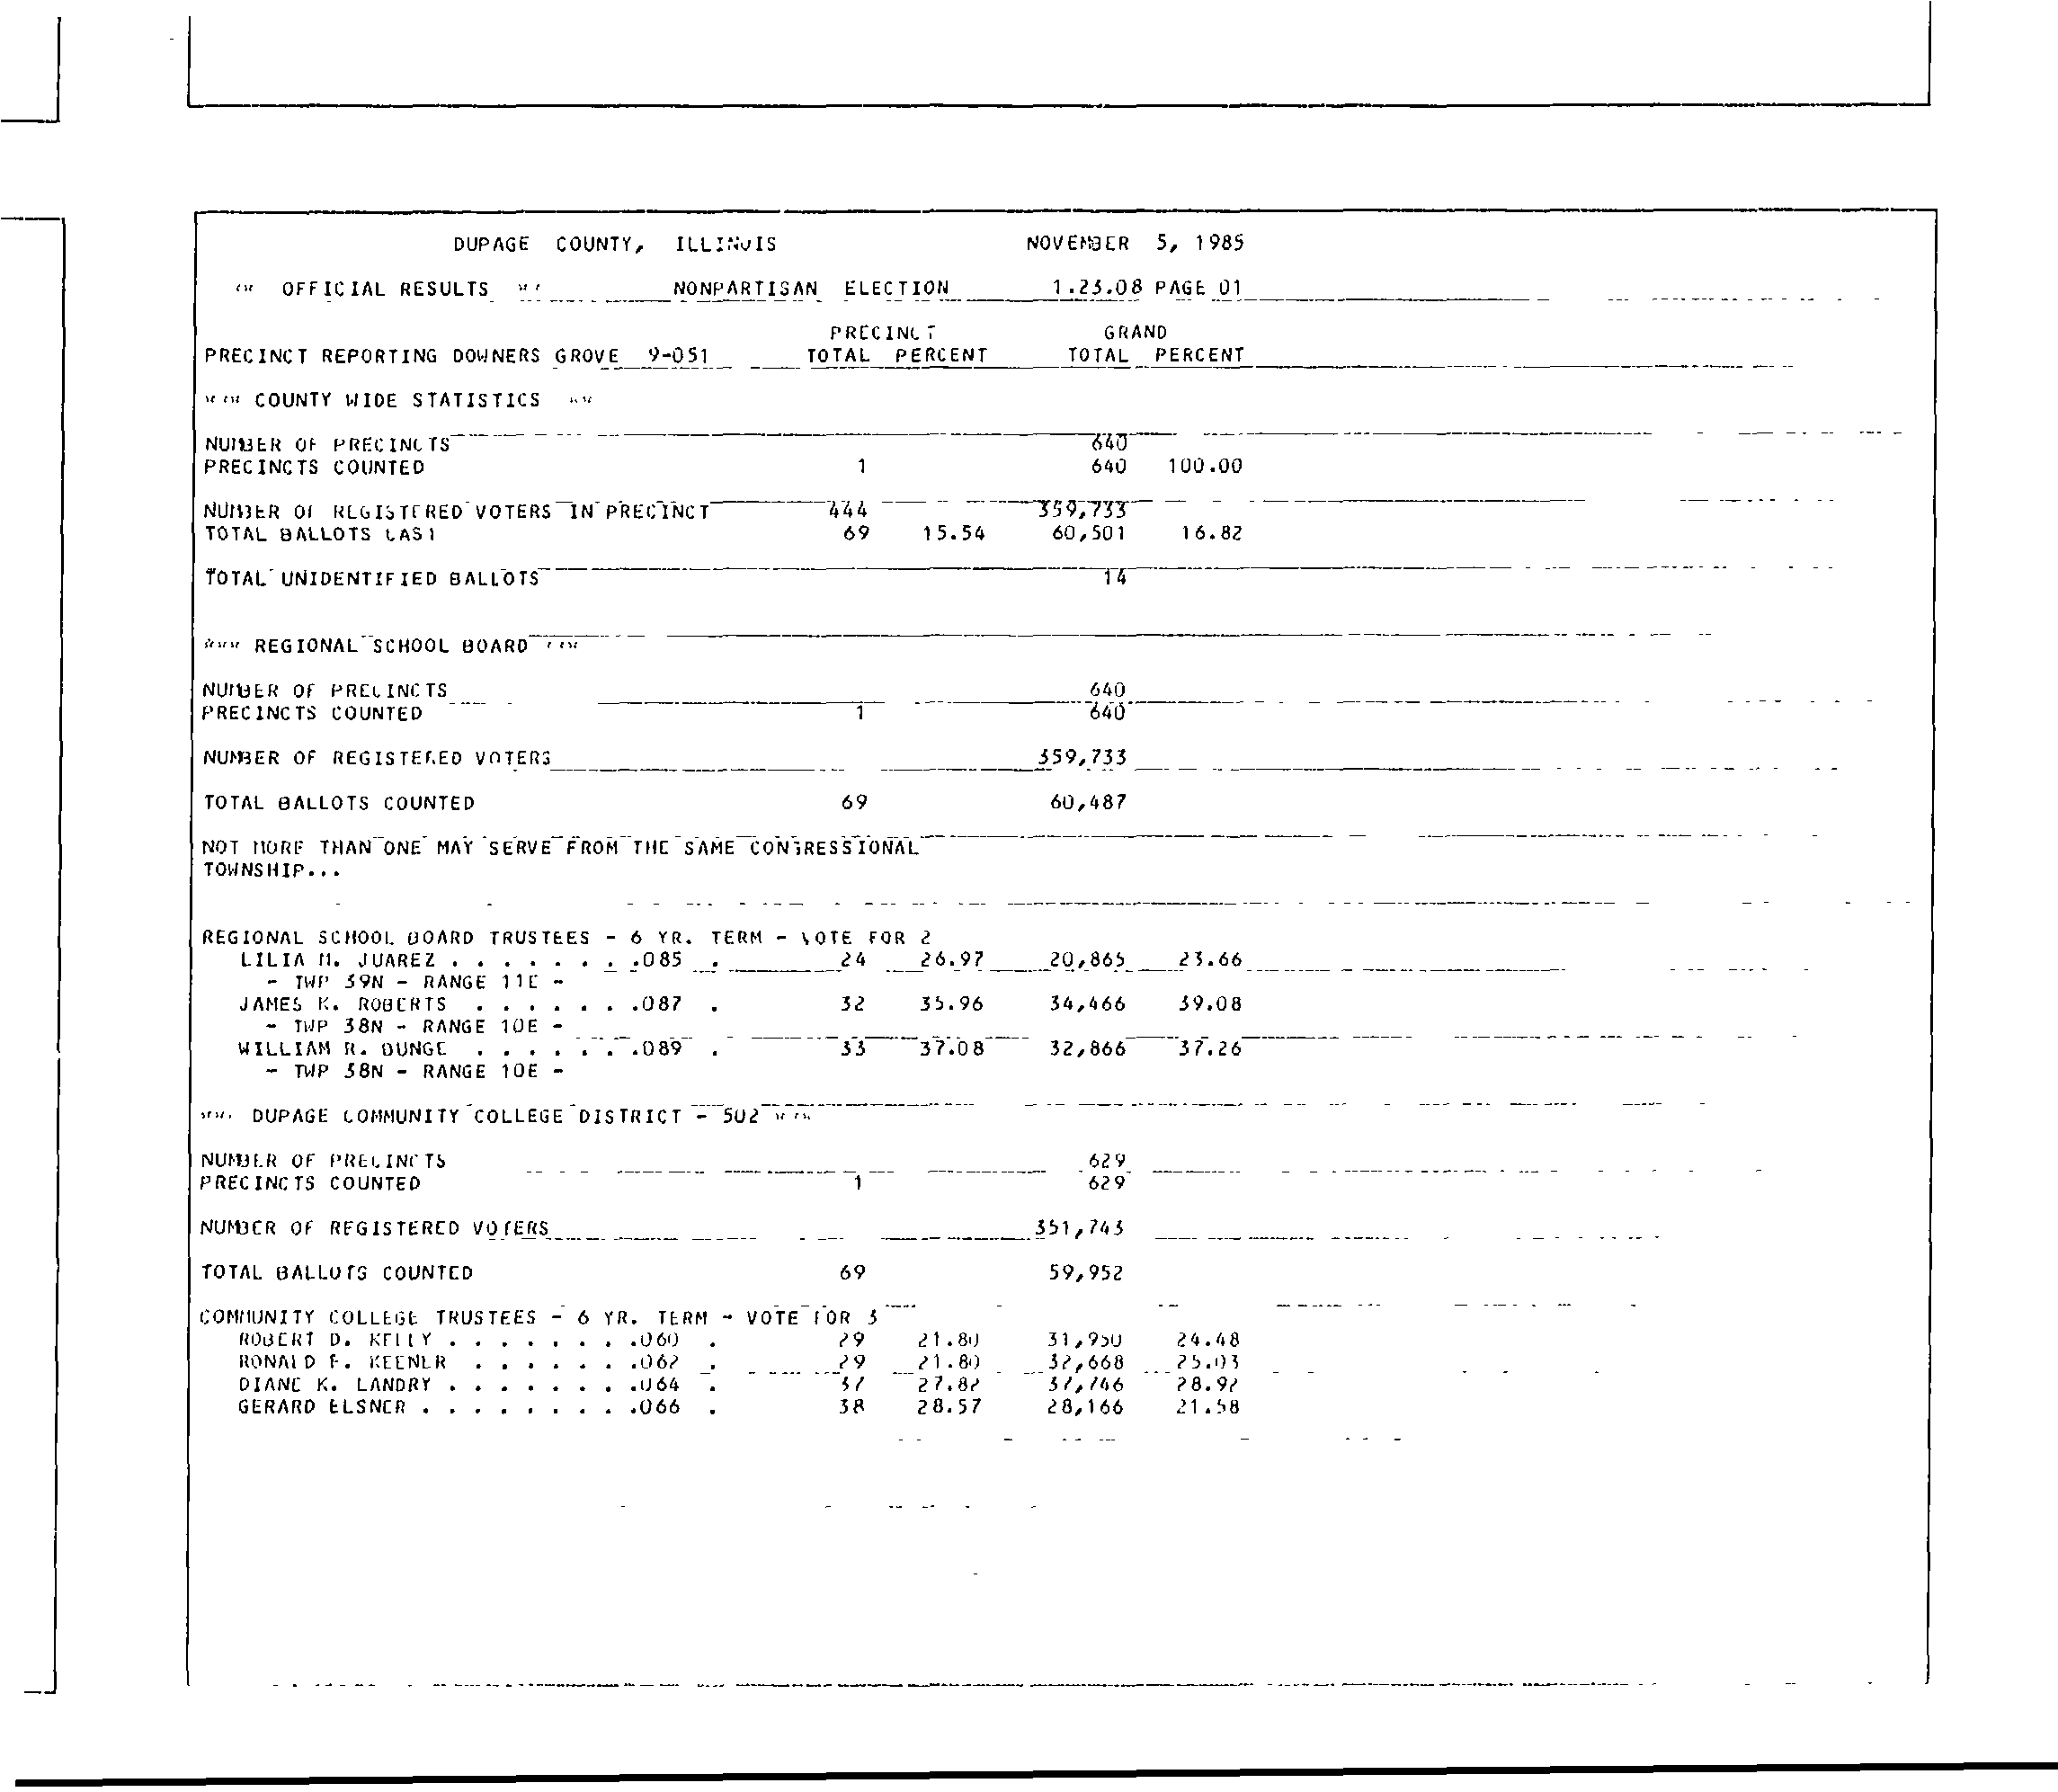 DUPAGE COUNTY, ILLINOIS NOVEMBER 5, 1985
** OFFICIAL RESULTS ** NONPARTISAN ELECTION 1.23.08 PAGE 01
PRECINCT GRAND
PRECINCT REPORTING DOWNERS GROVE 9-051 TOTAL PERCENT TOTAL PERCENT
*** COUNTY WIDE STATISTICS **
NUMBER OF PRECINCTS 640
PRECINCTS COUNTED 1 640 100.00
NUMBER OF REGISTERED VOTERS IN PRECINCT 444 359,733
TOTAL BALLOTS CAST 69 15.54 60,501 16.82
TOTAL UNIDENTIFIED BALLOTS 14
*** REGIONAL SCHOOL BOARD ***
NUMBER OF PRECINCTS 640
PRECINCTS COUNTED 1 640
NUMBER OF REGISTERED VOTERS 359,733
TOTAL BALLOTS COUNTED 69 60,487
NOT MORE THAN ONE MAY SERVE FROM THE SAME CONGRESSIONAL
TOWNSHIP...
REGIONAL SCHOOL BOARD TRUSTEES - 6 YR. TERM - VOTE FOR 2
LILIA M. JUAREZ . . . . . . . .085 . 24 26.97 20,865 23.66
- TWP 39N - RANGE 11E -
JAMES K. ROBERTS . . . . . . .087 . 32 35.96 34,466 39.08
- TWP 38N - RANGE 10E -
WILLIAM R. BUNGE . . . . . . .089 . 33 37.08 32,866 37.26
- TWP 38N - RANGE 10E -
*** DUPAGE COMMUNITY COLLEGE DISTRICT - 502 ***
NUMBER OF PRECINCTS 629
PRECINCTS COUNTED 1 629
NUMBER OF REGISTERED VOTERS 351,743
TOTAL BALLOTS COUNTED 69 59,952
COMMUNITY COLLEGE TRUSTEES - 6 YR. TERM - VOTE FOR 3
ROBERT D. KELLY . . . . . . . .060 . 29 21.80 31,950 24.48
RONALD E. KEENER . . . . . . .062 . 29 21.80 32,668 25.03
DIANE K. LANDRY . . . . . . . .064 . 37 27.82 37,746 28.92
GERARD ELSNER . . . . . . . . .066 . 38 28.57 28,166 21.58